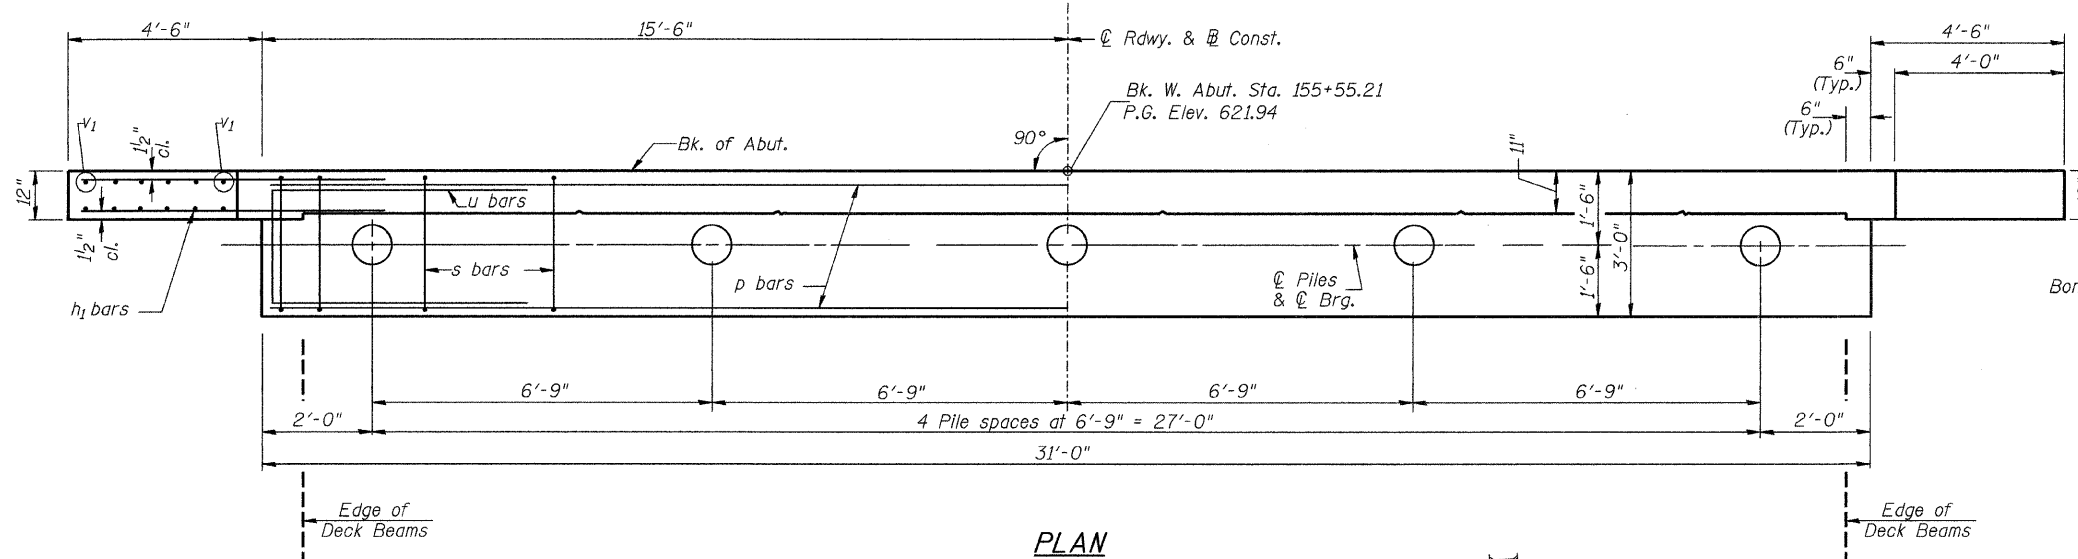 4'-6"
15'-6"
℄ Rdwy. & ⅊ Const.
4'-6"
6"
(Typ.)
4'-0"
Bk. W. Abut. Sta. 155+55.21
P.G. Elev. 621.94
6"
(Typ.)
v1
1½"
cl.
v1
90°
Bk. of Abut.
11"
12"
u bars
1'-6"
3'-0"
1½"
cl.
s bars
p bars
℄ Piles
& ℄ Brg.
1'-6"
h1 bars
6'-9"
6'-9"
6'-9"
6'-9"
2'-0"
4 Pile spaces at 6'-9" = 27'-0"
2'-0"
31'-0"
Edge of
Deck Beams
Edge of
Deck Beams
PLAN